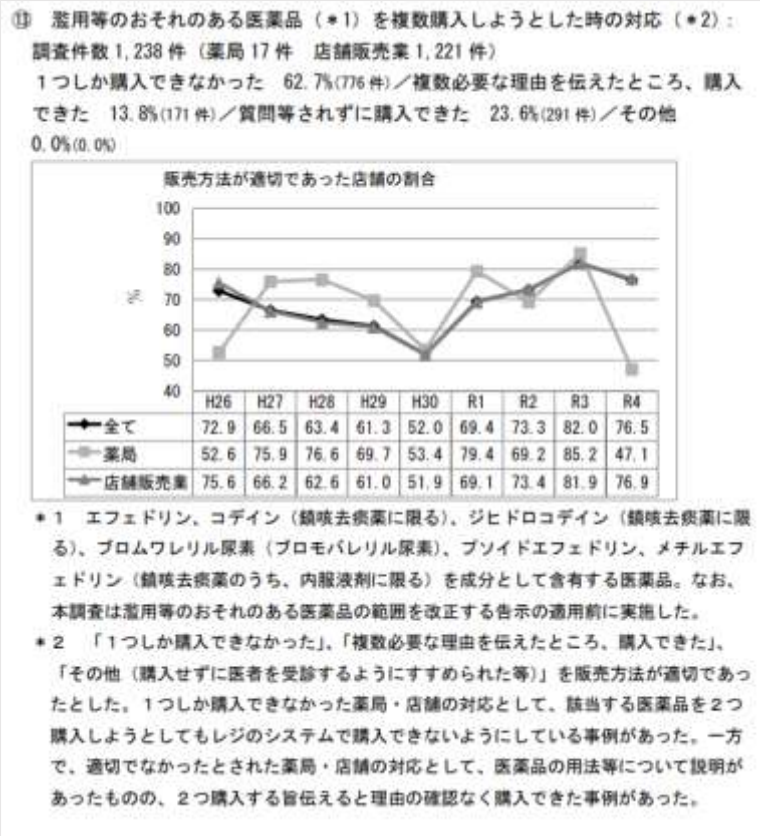 ⑬ 濫用等のおそれのある医薬品(*1)を複数購入しようとした時の対応(*2):
調査件数1,238件(薬局17件 店舗販売業1,221件)
1つしか購入できなかった 62.7%(776件)/複数必要な理由を伝えたところ、購入
できた 13.8%(171件)/質問等されずに購入できた 23.6%(291件)/その他
0.0%(0.0%)
販売方法が適切であった店舗の割合
100
90
80
70
60
50
40
%
H26 H27 H28 H29 H30 R1 R2 R3 R4
全て 72.9 66.5 63.4 61.3 52.0 69.4 73.3 82.0 76.5
薬局 52.6 75.9 76.6 69.7 53.4 79.4 69.2 85.2 47.1
店舗販売業 75.6 66.2 62.6 61.0 51.9 69.1 73.4 81.9 76.9
*1 エフェドリン、コデイン(鎮咳去痰薬に限る)、ジヒドロコデイン(鎮咳去痰薬に限
る)、ブロムワレリル尿素(ブロモバレリル尿素)、プソイドエフェドリン、メチルエフ
ェドリン(鎮咳去痰薬のうち、内服液剤に限る)を成分として含有する医薬品。なお、
本調査は濫用等のおそれのある医薬品の範囲を改正する告示の適用前に実施した。
*2 「1つしか購入できなかった」、「複数必要な理由を伝えたところ、購入できた」、
「その他(購入せずに医者を受診するようにすすめられた等)」を販売方法が適切であっ
たとした。1つしか購入できなかった薬局・店舗の対応として、該当する医薬品を2つ
購入しようとしてもレジのシステムで購入できないようにしている事例があった。一方
で、適切でなかったとされた薬局・店舗の対応として、医薬品の用法等について説明が
あったものの、2つ購入する旨伝えると理由の確認なく購入できた事例があった。